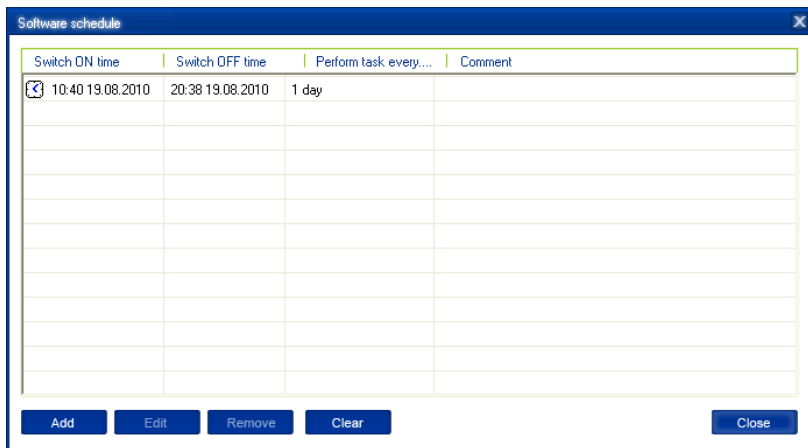 Software schedule
Switch ON time Switch OFF time Perform task every.... Comment
10:40 19.08.2010 20:38 19.08.2010 1 day
Add Edit Remove Clear Close